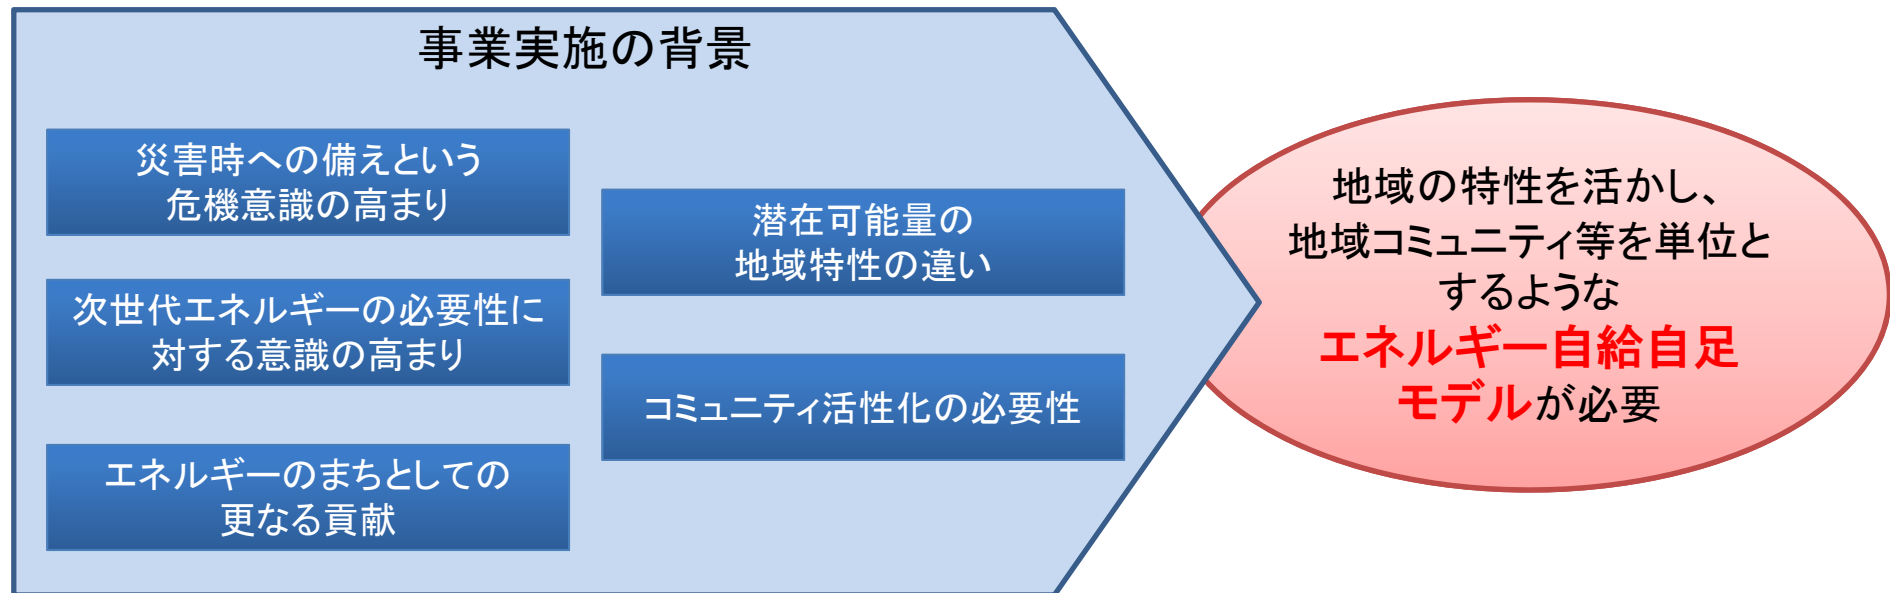 事業実施の背景
災害時への備えという
危機意識の高まり
次世代エネルギーの必要性に
対する意識の高まり
エネルギーのまちとしての
更なる貢献
潜在可能量の
地域特性の違い
コミュニティ活性化の必要性
地域の特性を活かし、
地域コミュニティ等を単位と
するような
エネルギー自給自足
モデルが必要